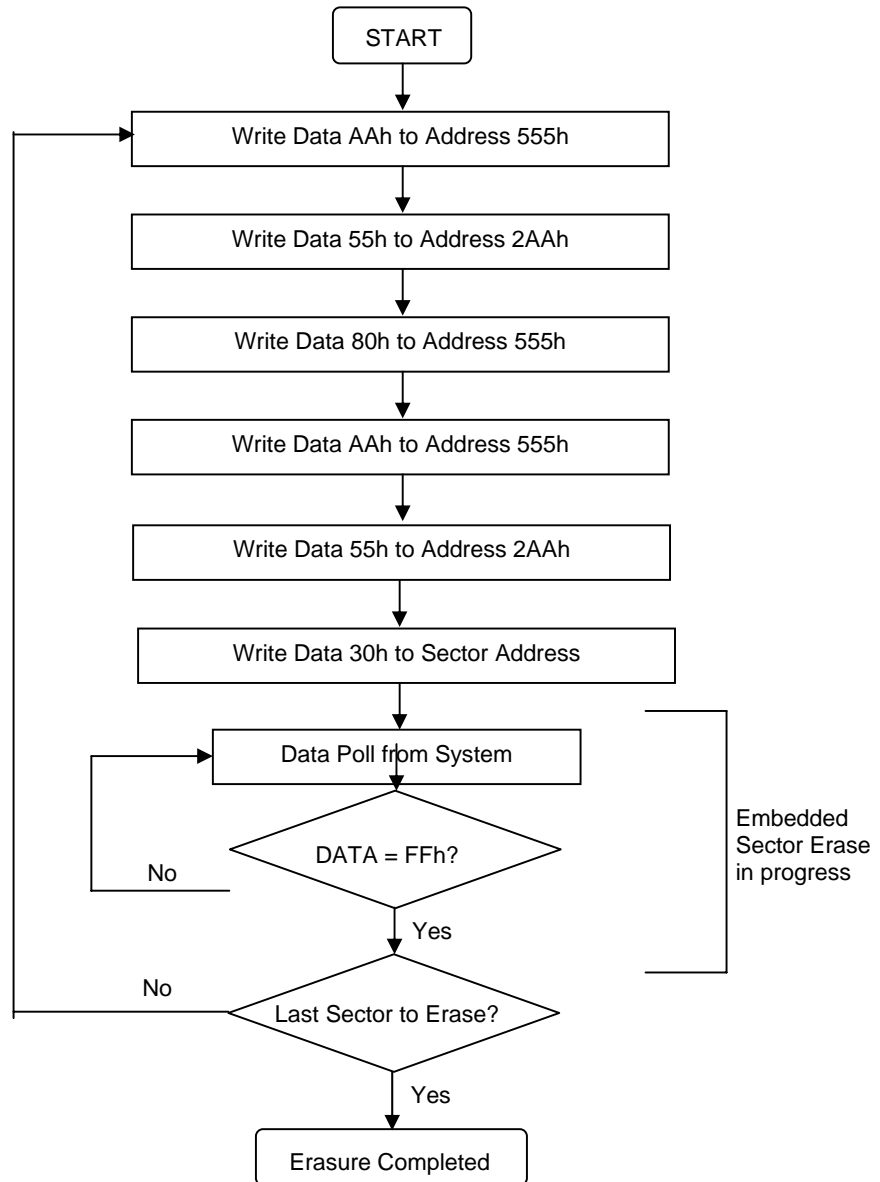 START
Write Data AAh to Address 555h
Write Data 55h to Address 2AAh
Write Data 80h to Address 555h
Write Data AAh to Address 555h
Write Data 55h to Address 2AAh
Write Data 30h to Sector Address
Data Poll from System
Embedded
Sector Erase
in progress
DATA = FFh?
No
Yes
No
Last Sector to Erase?
Yes
Erasure Completed